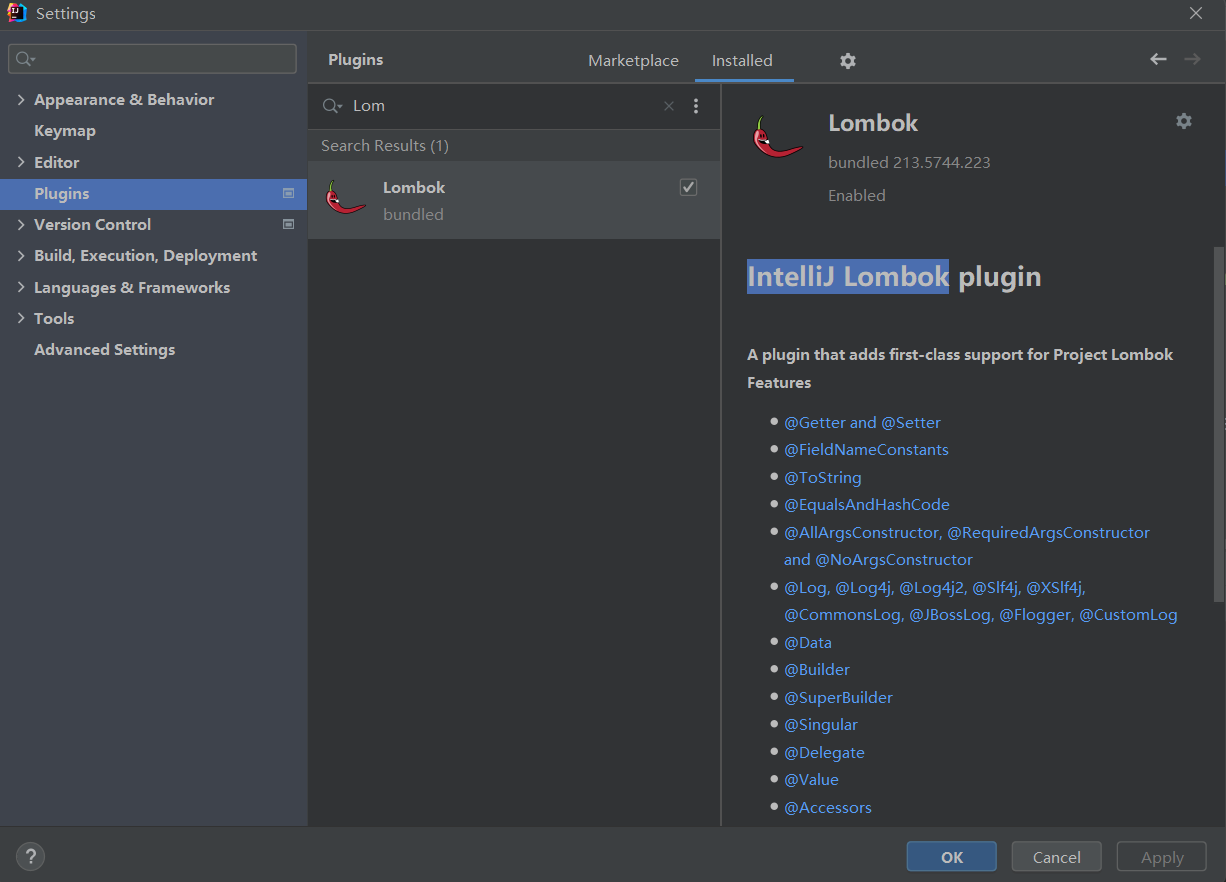 Settings
Appearance & Behavior
Keymap
Editor
Plugins
Version Control
Build, Execution, Deployment
Languages & Frameworks
Tools
Advanced Settings
Plugins
Marketplace
Installed
Lom
Search Results (1)
Lombok
bundled
Lombok
bundled 213.5744.223
Enabled
IntelliJ Lombok plugin
A plugin that adds first-class support for Project Lombok
Features
@Getter and @Setter
@FieldNameConstants
@ToString
@EqualsAndHashCode
@AllArgsConstructor, @RequiredArgsConstructor
and @NoArgsConstructor
@Log, @Log4j, @Log4j2, @Slf4j, @XSlf4j,
@CommonsLog, @JBossLog, @Flogger, @CustomLog
@Data
@Builder
@SuperBuilder
@Singular
@Delegate
@Value
@Accessors
?
OK
Cancel
Apply